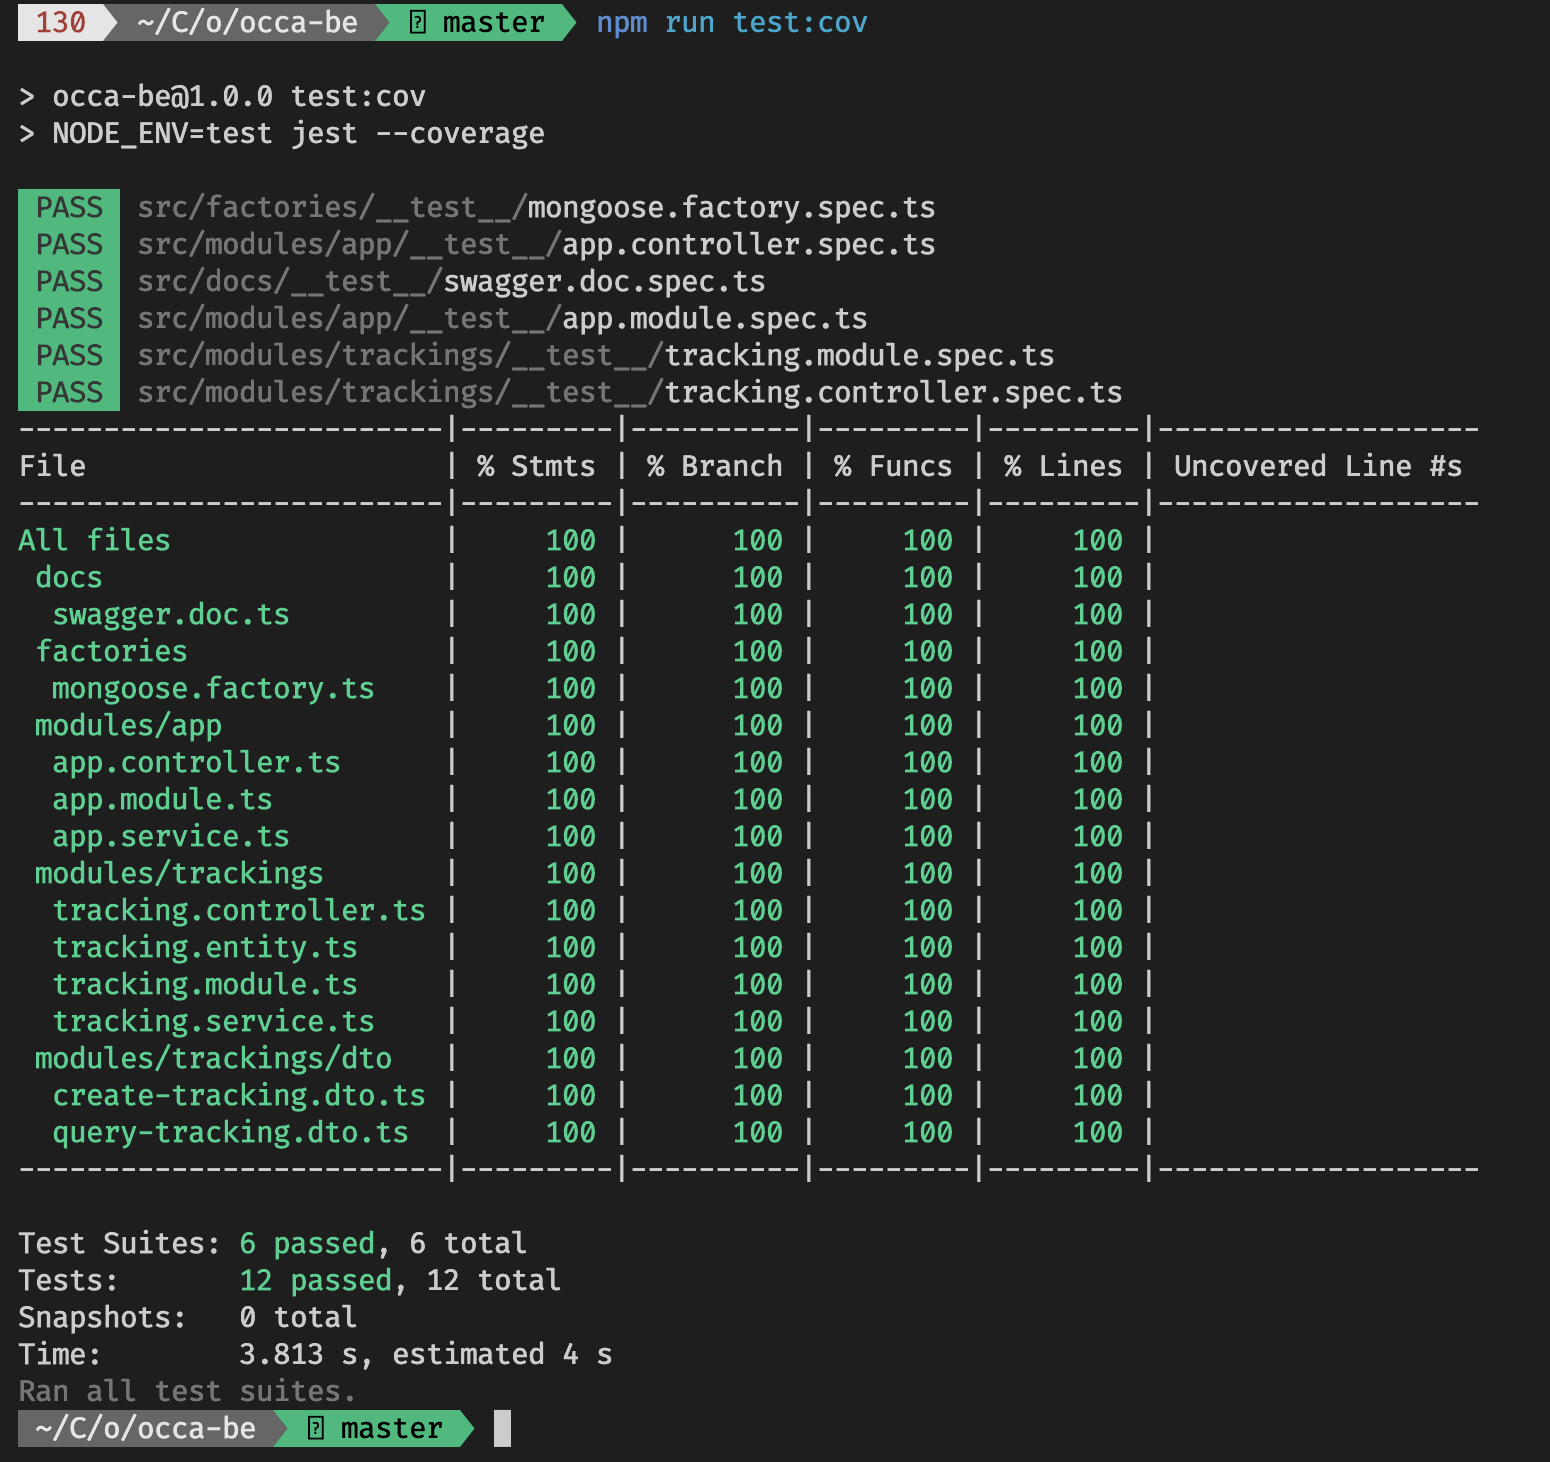 130 ~/C/o/occa-be master npm run test:cov
> occa-be@1.0.0 test:cov
> NODE_ENV=test jest --coverage
PASS src/factories/__test__/mongoose.factory.spec.ts
PASS src/modules/app/__test__/app.controller.spec.ts
PASS src/docs/__test__/swagger.doc.spec.ts
PASS src/modules/app/__test__/app.module.spec.ts
PASS src/modules/trackings/__test__/tracking.module.spec.ts
PASS src/modules/trackings/__test__/tracking.controller.spec.ts
-------------------------|---------|----------|---------|---------|-------------------
File                     | % Stmts | % Branch | % Funcs | % Lines | Uncovered Line #s
-------------------------|---------|----------|---------|---------|-------------------
All files                |     100 |      100 |     100 |     100 |
 docs                    |     100 |      100 |     100 |     100 |
  swagger.doc.ts         |     100 |      100 |     100 |     100 |
 factories               |     100 |      100 |     100 |     100 |
  mongoose.factory.ts    |     100 |      100 |     100 |     100 |
 modules/app             |     100 |      100 |     100 |     100 |
  app.controller.ts      |     100 |      100 |     100 |     100 |
  app.module.ts          |     100 |      100 |     100 |     100 |
  app.service.ts         |     100 |      100 |     100 |     100 |
 modules/trackings       |     100 |      100 |     100 |     100 |
  tracking.controller.ts |     100 |      100 |     100 |     100 |
  tracking.entity.ts     |     100 |      100 |     100 |     100 |
  tracking.module.ts     |     100 |      100 |     100 |     100 |
  tracking.service.ts    |     100 |      100 |     100 |     100 |
 modules/trackings/dto   |     100 |      100 |     100 |     100 |
  create-tracking.dto.ts |     100 |      100 |     100 |     100 |
  query-tracking.dto.ts  |     100 |      100 |     100 |     100 |
-------------------------|---------|----------|---------|---------|-------------------
Test Suites: 6 passed, 6 total
Tests:       12 passed, 12 total
Snapshots:   0 total
Time:        3.813 s, estimated 4 s
Ran all test suites.
~/C/o/occa-be master